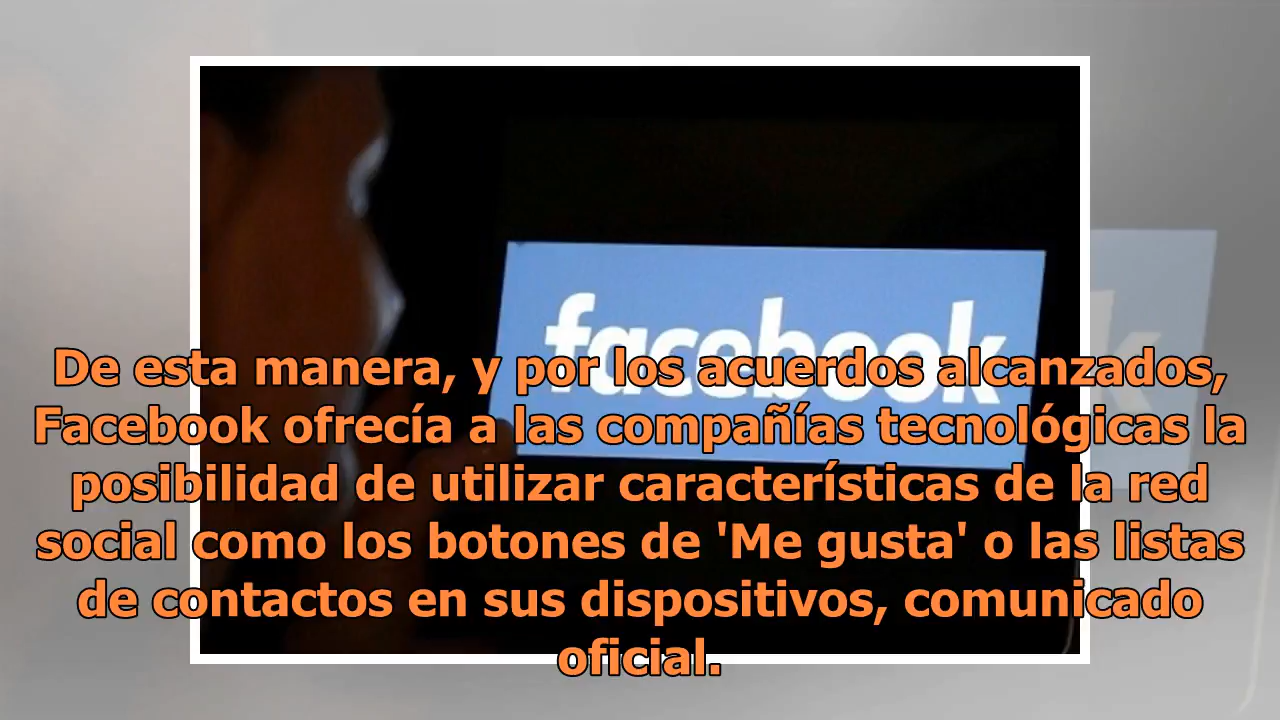 facebook
De esta manera, y por los acuerdos alcanzados,
Facebook ofrecía a las compañías tecnológicas la
posibilidad de utilizar características de la red
social como los botones de 'Me gusta' o las listas
de contactos en sus dispositivos, comunicado
oficial.